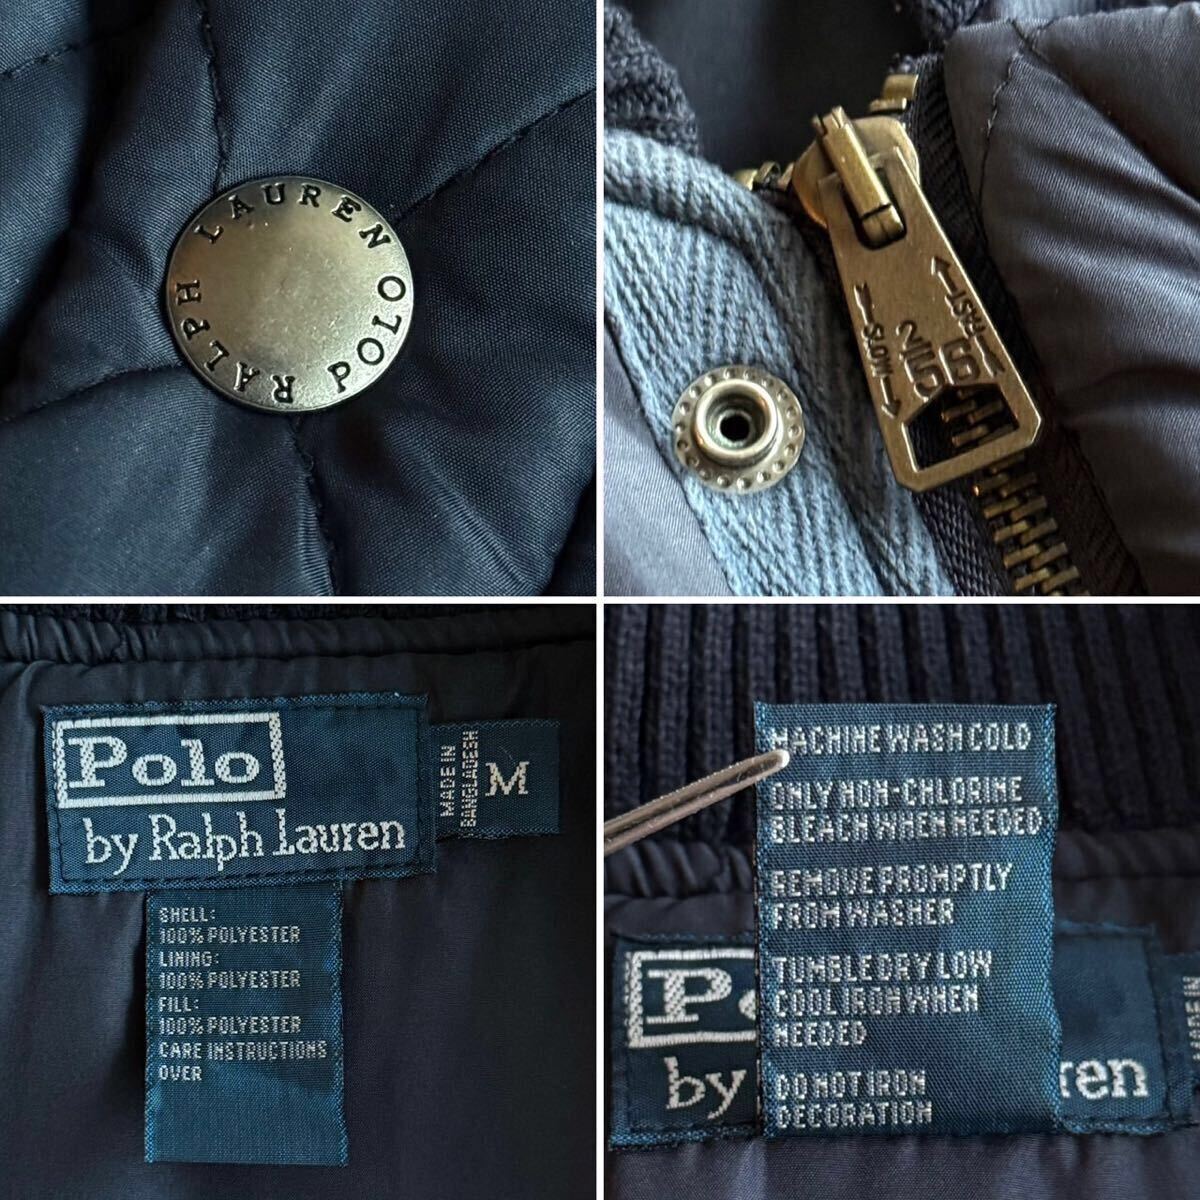 POLO RALPH LAUREN
FAST
SLOW
Polo
by Ralph Lauren
MADE IN
BANGLADESH
M
SHELL:
100% POLYESTER
LINING:
100% POLYESTER
FILL:
100% POLYESTER
CARE INSTRUCTIONS
OVER
MACHINE WASH COLD
ONLY NON-CHLORINE
BLEACH WHEN NEEDED
REMOVE PROMPTLY
FROM WASHER
TUMBLE DRY LOW
COOL IRON WHEN
NEEDED
DO NOT IRON
DECORATION
Po
by
ren
MADE IN